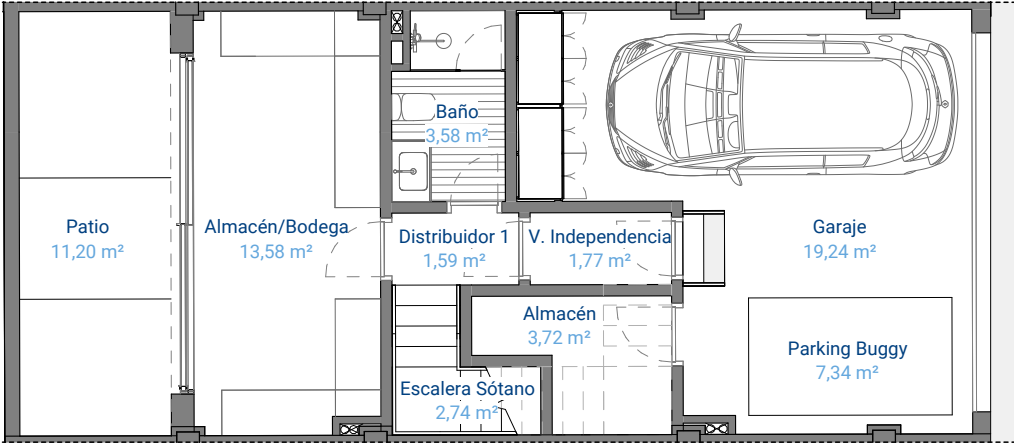 Baño
3,58 m²
Patio
11,20 m²
Almacén/Bodega
13,58 m²
Distribuidor 1
1,59 m²
V. Independencia
1,77 m²
Garaje
19,24 m²
Almacén
3,72 m²
Parking Buggy
7,34 m²
Escalera Sótano
2,74 m²